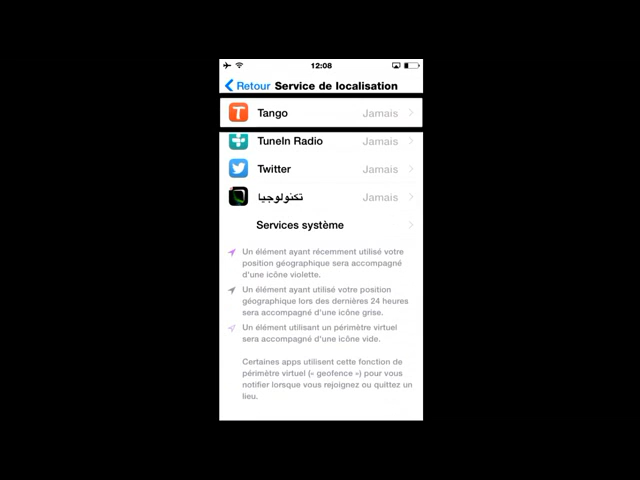 12:08
Retour Service de localisation
Tango Jamais
TuneIn Radio Jamais
Twitter Jamais
تكنولوجيا Jamais
Services système
Un élément ayant récemment utilisé votre
position géographique sera accompagné
d'une icône violette.
Un élément ayant utilisé votre position
géographique lors des dernières 24 heures
sera accompagné d'une icône grise.
Un élément utilisant un périmètre virtuel
sera accompagné d'une icône vide.
Certaines apps utilisent cette fonction de
périmètre virtuel (« geofence ») pour vous
notifier lorsque vous rejoignez ou quittez un
lieu.